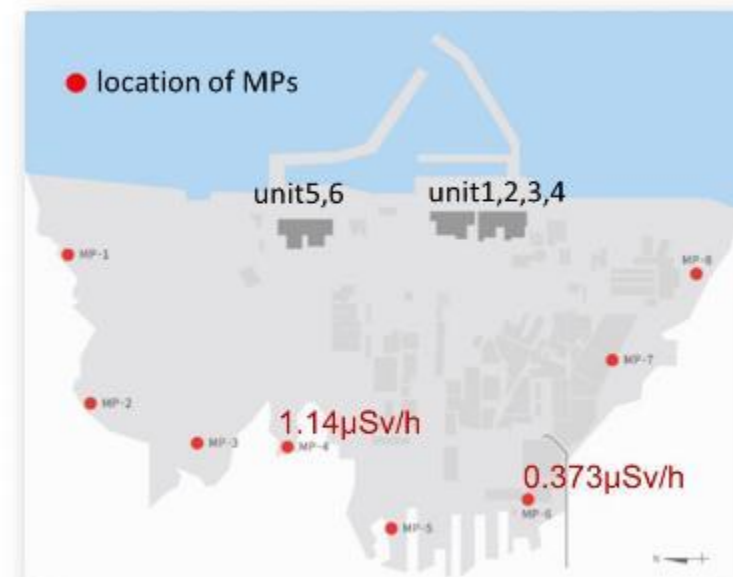 location of MPs
unit5,6
unit1,2,3,4
MP-1
MP-8
MP-7
MP-2
1.14μSv/h
MP-3
MP-4
0.373μSv/h
MP-6
MP-5
N